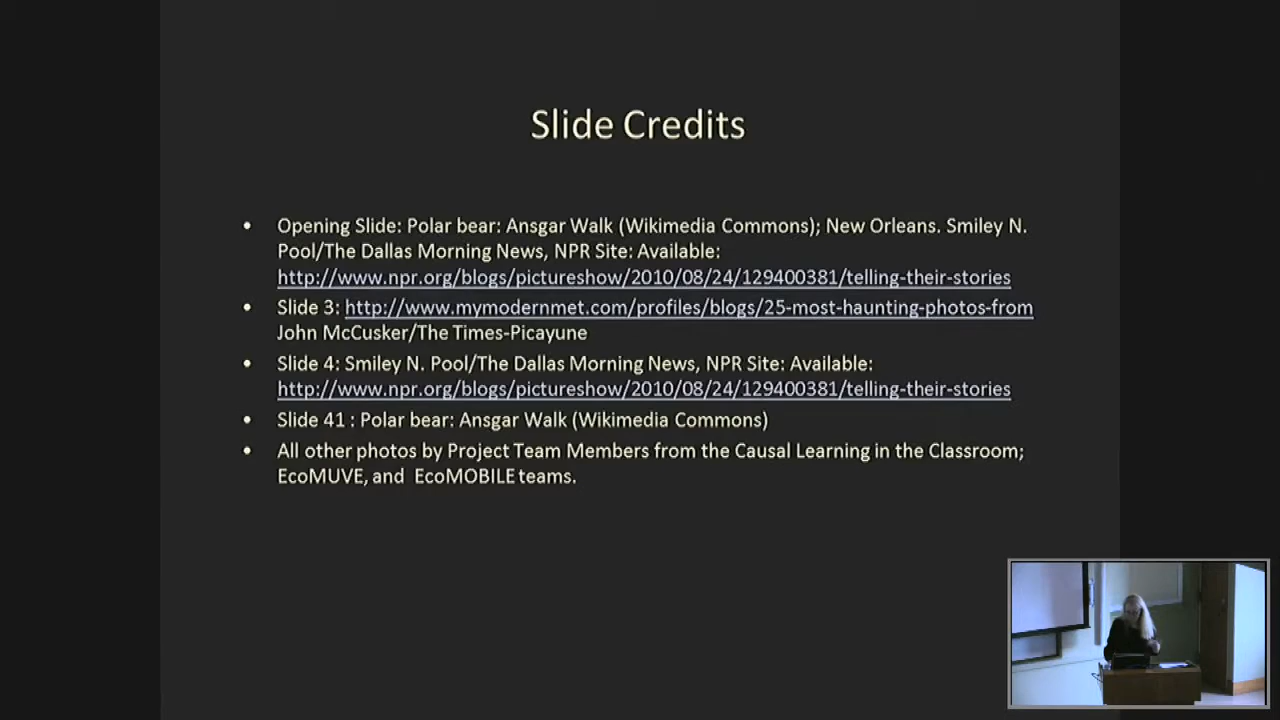 Slide Credits
• Opening Slide: Polar bear: Ansgar Walk (Wikimedia Commons); New Orleans. Smiley N.
Pool/The Dallas Morning News, NPR Site: Available:
http://www.npr.org/blogs/pictureshow/2010/08/24/129400381/telling-their-stories
• Slide 3: http://www.mymodernmet.com/profiles/blogs/25-most-haunting-photos-from
John McCusker/The Times-Picayune
• Slide 4: Smiley N. Pool/The Dallas Morning News, NPR Site: Available:
http://www.npr.org/blogs/pictureshow/2010/08/24/129400381/telling-their-stories
• Slide 41 : Polar bear: Ansgar Walk (Wikimedia Commons)
• All other photos by Project Team Members from the Causal Learning in the Classroom;
EcoMUVE, and EcoMOBILE teams.